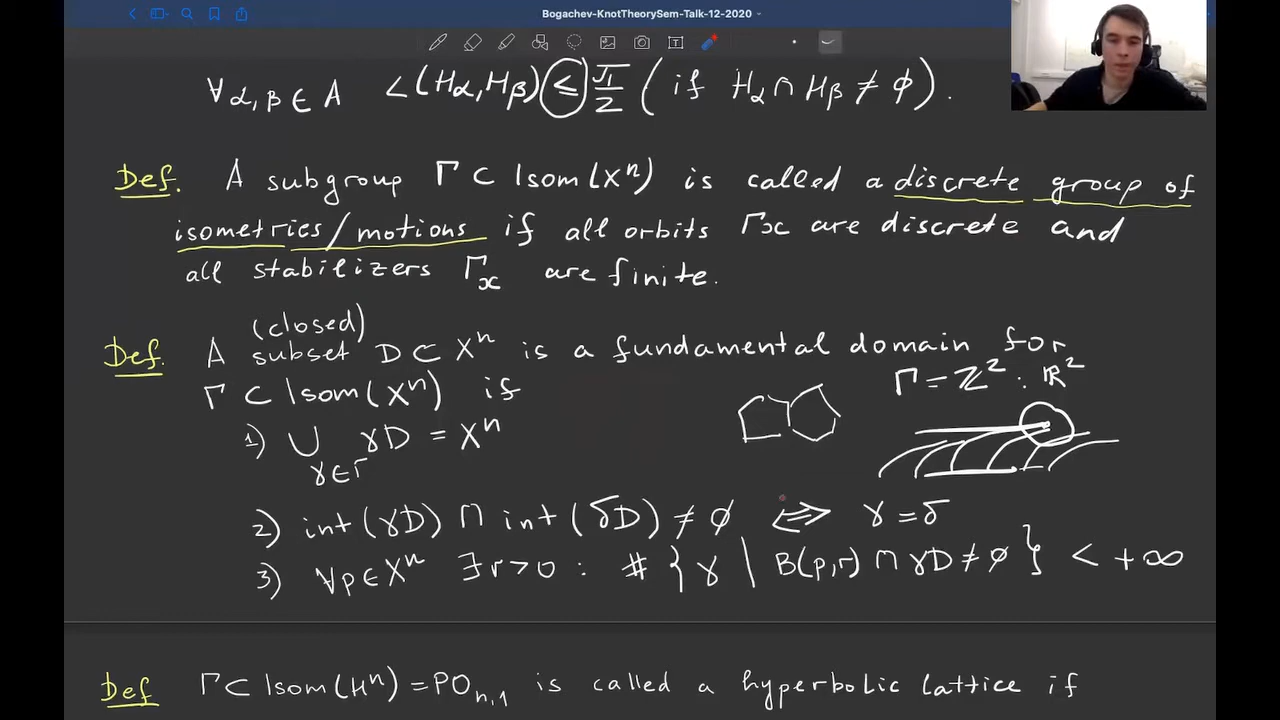 Bogachev-KnotTheorySem-Talk-12-2020
∀α,β ∈ A ∠(Hα,Hβ) ≤ π/2 (if Hα ∩ Hβ ≠ ∅).
Def. A subgroup Γ ⊂ Isom(Xⁿ) is called a discrete group of
isometries/motions if all orbits Γx are discrete and
all stabilizers Γₓ are finite.
(closed)
Def. A subset D ⊂ Xⁿ is a fundamental domain for
Γ ⊂ Isom(Xⁿ) if
Γ = ℤ² : ℝ²
1) ∪ γD = Xⁿ
γ∈Γ
2) int(γD) ∩ int(δD) ≠ ∅ ⟺ γ = δ
3) ∀p∈Xⁿ ∃r>0 : # {γ | B(p,r) ∩ γD ≠ ∅} < +∞
Def Γ ⊂ Isom(Hⁿ) = PO_{n,1} is called a hyperbolic lattice if